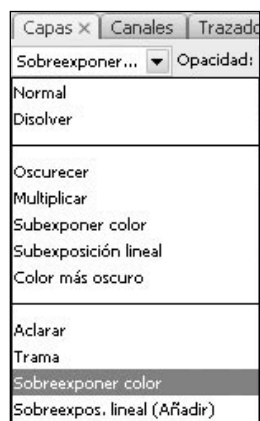 Capas × Canales Trazado
Sobreexponer... Opacidad:
Normal
Disolver
Oscurecer
Multiplicar
Subexponer color
Subexposición lineal
Color más oscuro
Aclarar
Trama
Sobreexponer color
Sobreexpos. lineal (Añadir)